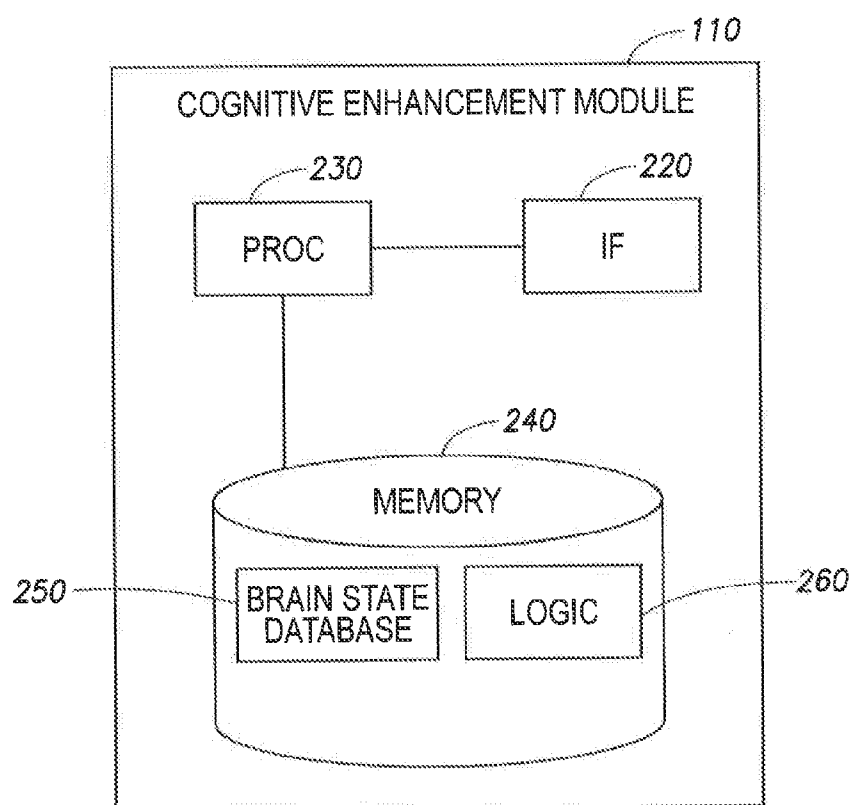 110
COGNITIVE ENHANCEMENT MODULE
230
220
PROC
IF
240
MEMORY
250
BRAIN STATE
DATABASE
LOGIC
260